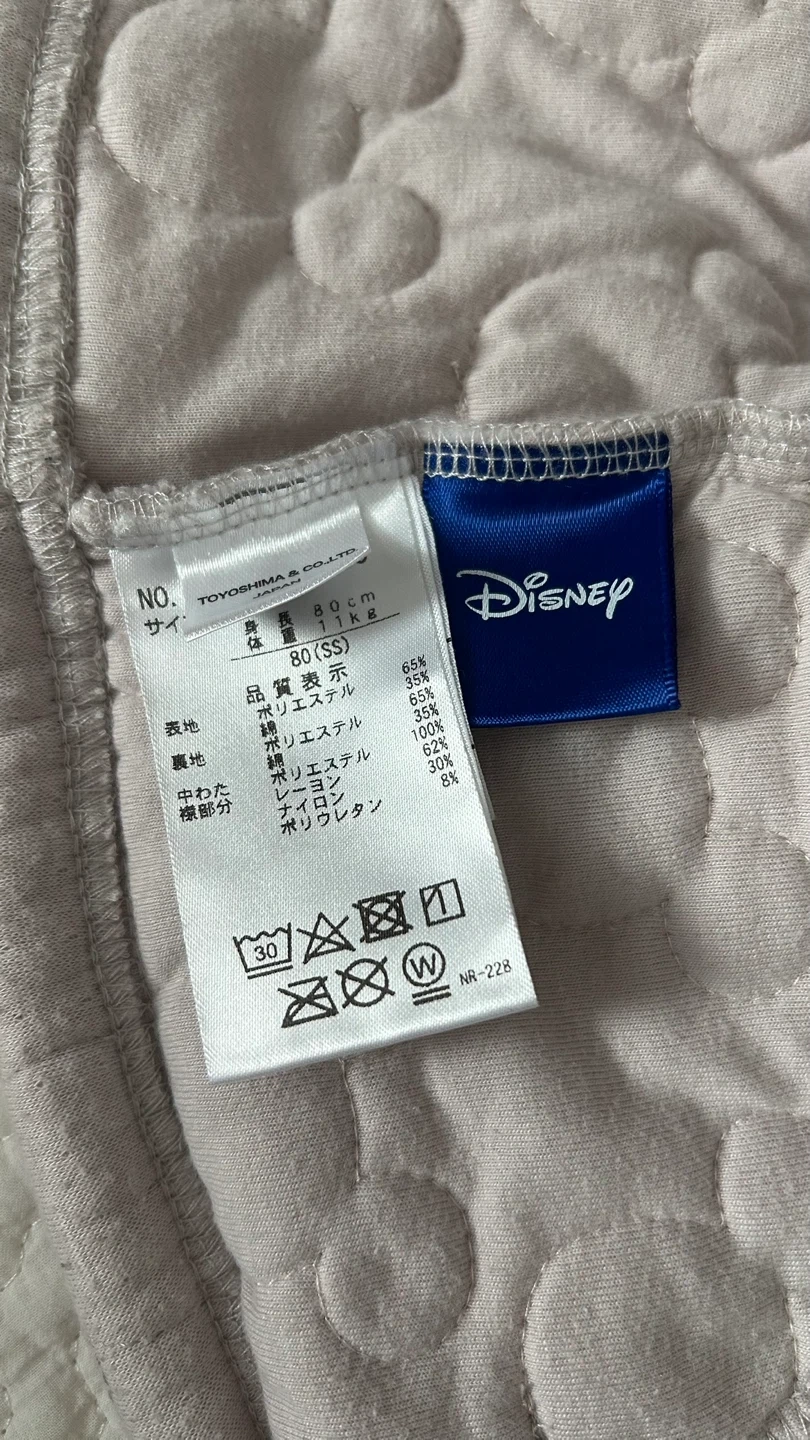 NO.
TOYOSHIMA & CO.,LTD
JAPAN
サイ
身長 80cm
体重 11kg
80(SS)
品質表示
表地 ポリエステル 65%
綿 35%
裏地 ポリエステル 65%
綿 35%
中わた ポリエステル 100%
襟部分 レーヨン 62%
ナイロン 30%
ポリウレタン 8%
30
W
NR-228
Disney